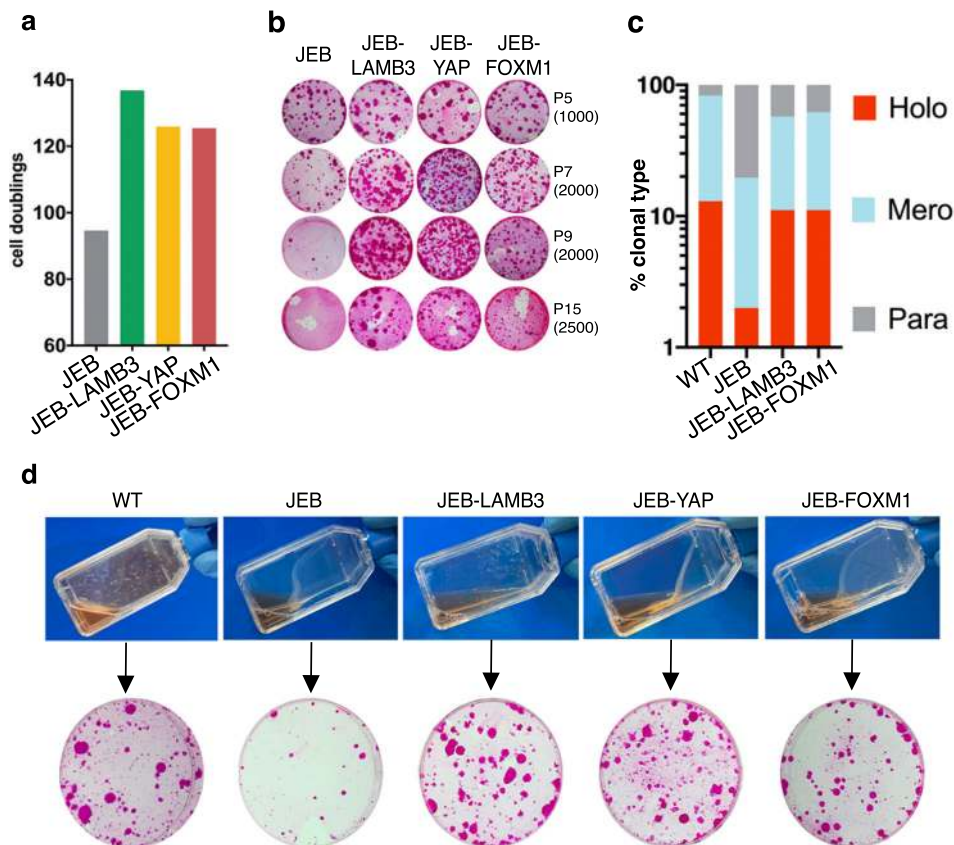 a
140
120
100
80
60
cell doublings
JEB
JEB-LAMB3
JEB-YAP
JEB-FOXM1
b
JEB
JEB-
LAMB3
JEB-
YAP
JEB-
FOXM1
P5
(1000)
P7
(2000)
P9
(2000)
P15
(2500)
c
100
10
1
% clonal type
WT
JEB
JEB-LAMB3
JEB-FOXM1
Holo
Mero
Para
d
WT
JEB
JEB-LAMB3
JEB-YAP
JEB-FOXM1